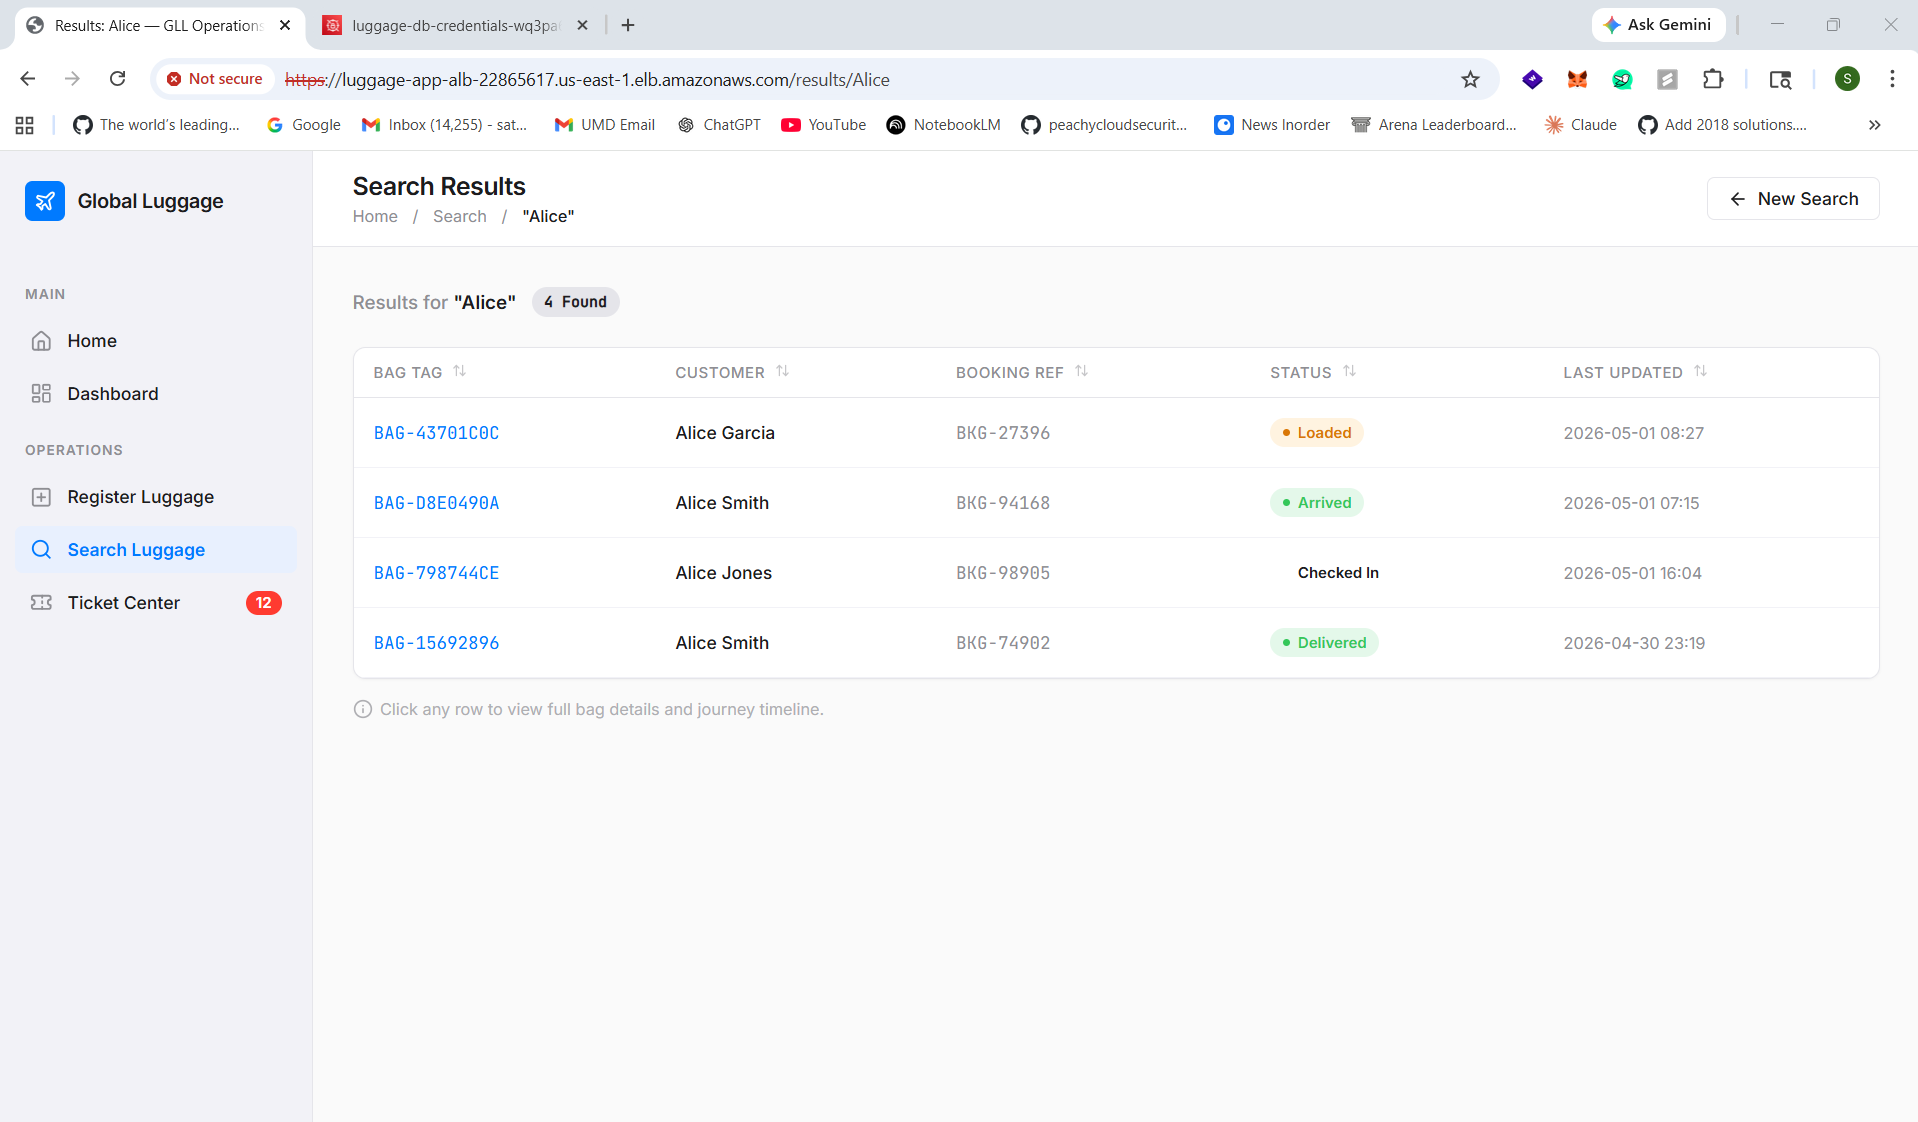 Results: Alice — GLL Operations
luggage-db-credentials-wq3pa
Ask Gemini
Not secure
https://luggage-app-alb-22865617.us-east-1.elb.amazonaws.com/results/Alice
S
The world's leading...
Google
Inbox (14,255) - sat...
UMD Email
ChatGPT
YouTube
NotebookLM
peachycloudsecurit...
News Inorder
Arena Leaderboard...
Claude
Add 2018 solutions....
Global Luggage
MAIN
Home
Dashboard
OPERATIONS
Register Luggage
Search Luggage
Ticket Center 12
Search Results
Home / Search / "Alice"
New Search
Results for "Alice" 4 Found
BAG TAG CUSTOMER BOOKING REF STATUS LAST UPDATED
BAG-43701C0C Alice Garcia BKG-27396 Loaded 2026-05-01 08:27
BAG-D8E0490A Alice Smith BKG-94168 Arrived 2026-05-01 07:15
BAG-798744CE Alice Jones BKG-98905 Checked In 2026-05-01 16:04
BAG-15692896 Alice Smith BKG-74902 Delivered 2026-04-30 23:19
Click any row to view full bag details and journey timeline.